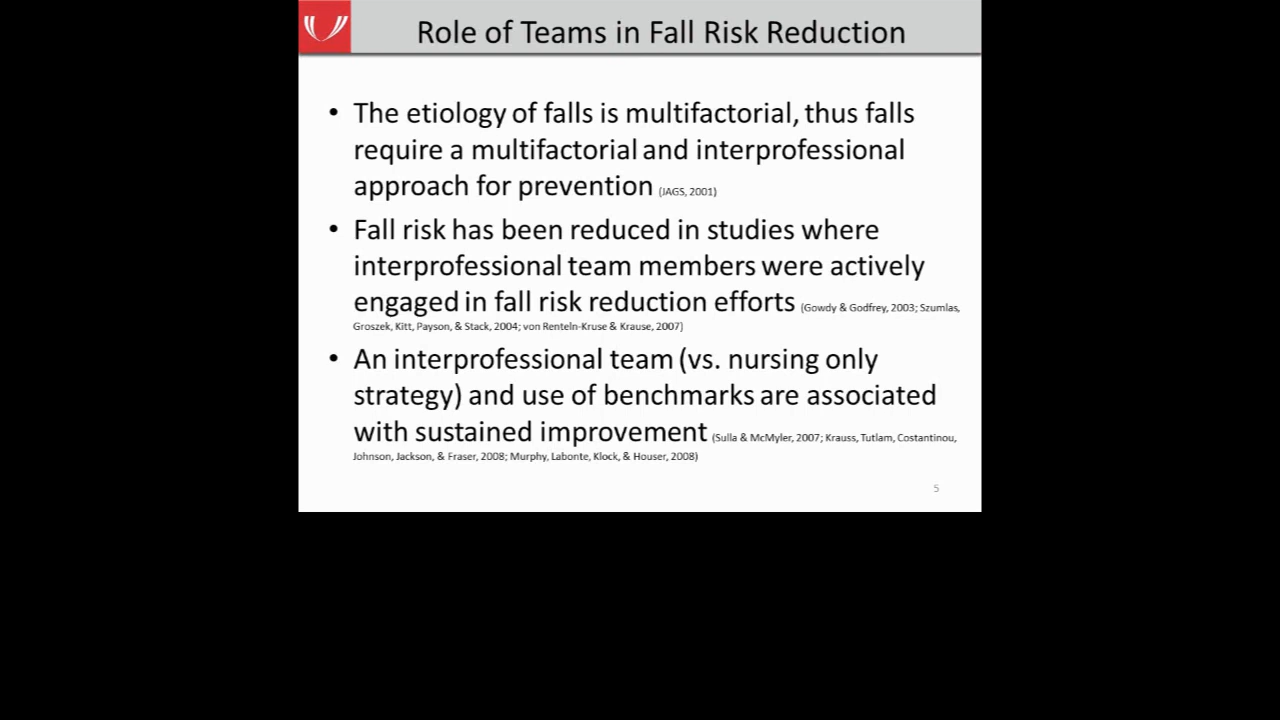 Role of Teams in Fall Risk Reduction
• The etiology of falls is multifactorial, thus falls
require a multifactorial and interprofessional
approach for prevention (JAGS, 2001)
• Fall risk has been reduced in studies where
interprofessional team members were actively
engaged in fall risk reduction efforts (Gowdy & Godfrey, 2003; Szumlas,
Groszek, Kitt, Payson, & Stack, 2004; von Renteln-Kruse & Krause, 2007)
• An interprofessional team (vs. nursing only
strategy) and use of benchmarks are associated
with sustained improvement (Sulla & McMyler, 2007; Krauss, Tutlam, Costantinou,
Johnson, Jackson, & Fraser, 2008; Murphy, Labonte, Klock, & Houser, 2008)
5